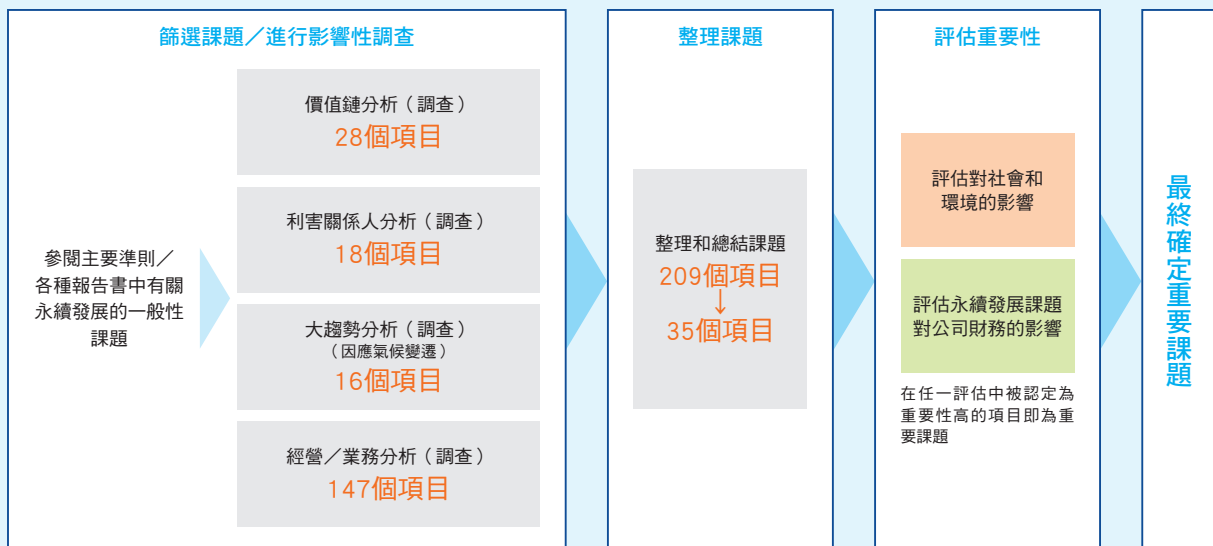 篩選課題／進行影響性調查
參閱主要準則／
各種報告書中有關
永續發展的一般性
課題
價值鏈分析（調查）
28個項目
利害關係人分析（調查）
18個項目
大趨勢分析（調查）
（因應氣候變遷）
16個項目
經營／業務分析（調查）
147個項目
整理課題
整理和總結課題
209個項目
↓
35個項目
評估重要性
評估對社會和
環境的影響
評估永續發展課題
對公司財務的影響
在任一評估中被認定為
重要性高的項目即為重
要課題
最終確定重要課題